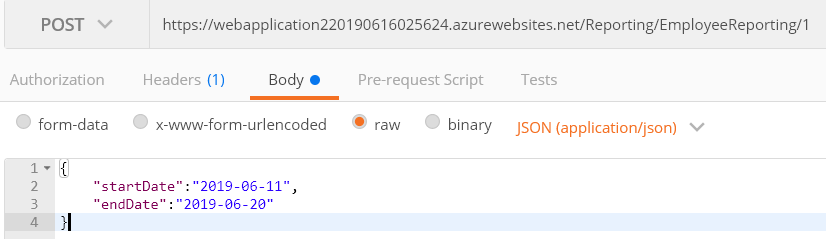 POST https://webapplication220190616025624.azurewebsites.net/Reporting/EmployeeReporting/1
Authorization Headers (1) Body Pre-request Script Tests
form-data x-www-form-urlencoded raw binary JSON (application/json)
1 {
2 "startDate":"2019-06-11",
3 "endDate":"2019-06-20"
4 }